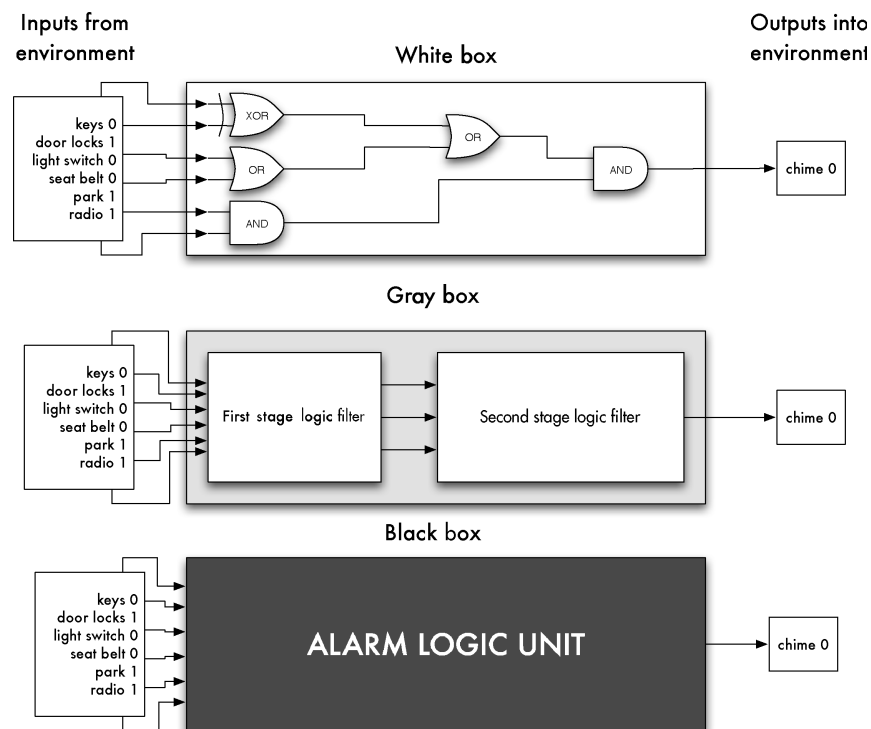 Inputs from
environment
Outputs into
environment
White box
keys 0
door locks 1
light switch 0
seat belt 0
park 1
radio 1
XOR
OR
AND
OR
AND
chime 0
Gray box
keys 0
door locks 1
light switch 0
seat belt 0
park 1
radio 1
First stage logic filter
Second stage logic filter
chime 0
Black box
keys 0
door locks 1
light switch 0
seat belt 0
park 1
radio 1
ALARM LOGIC UNIT
chime 0